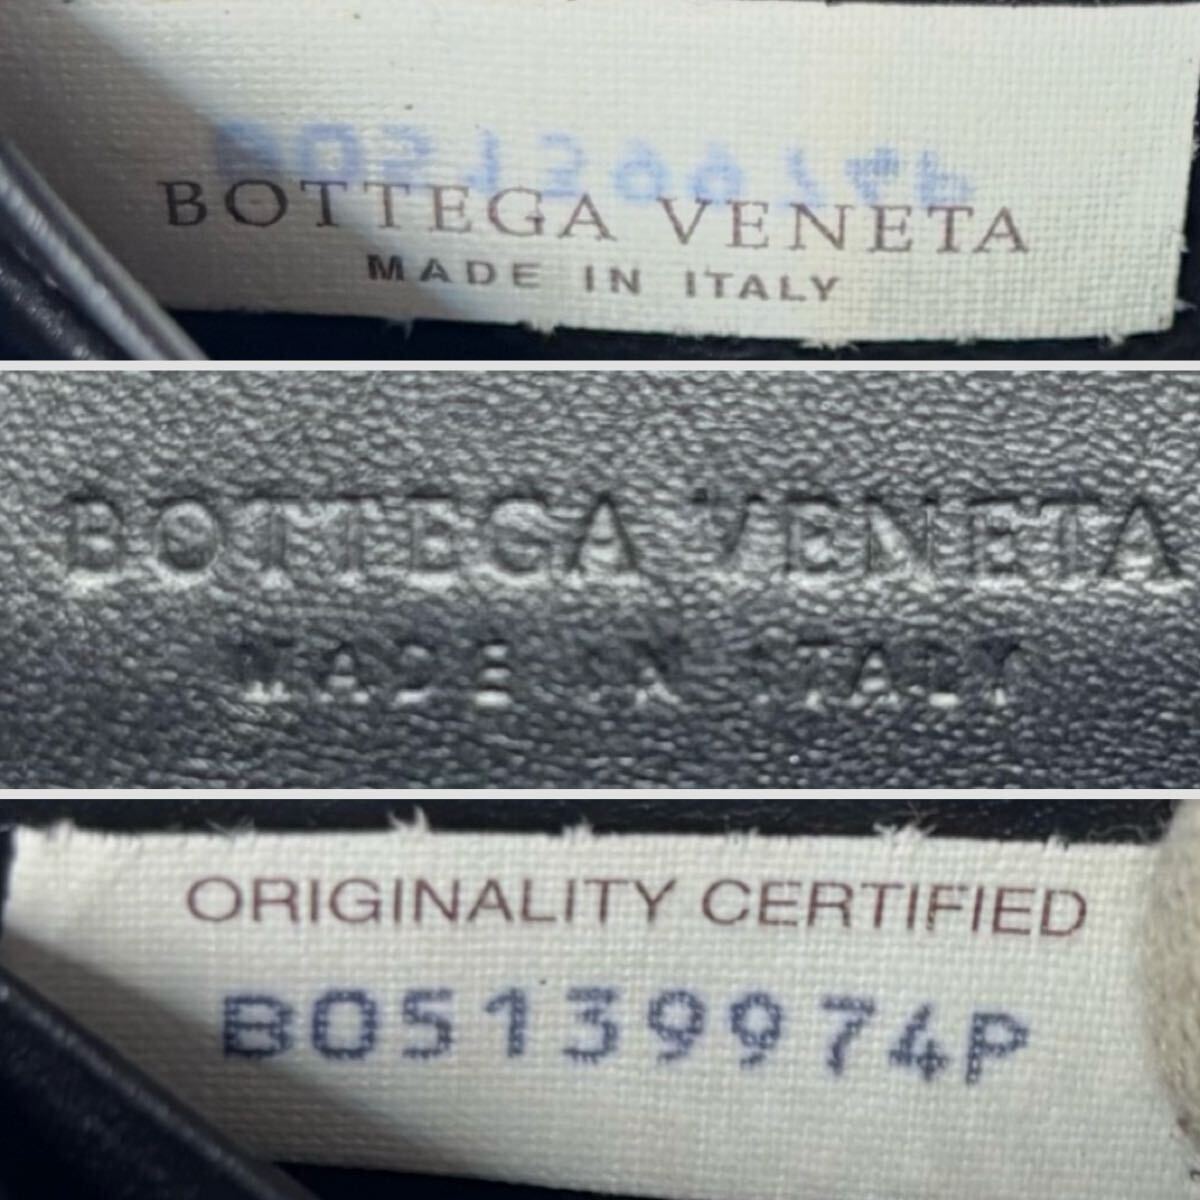 BOTTEGA VENETA
MADE IN ITALY
BOTTEGA VENETA
MADE IN ITALY
ORIGINALITY CERTIFIED
B05139974P